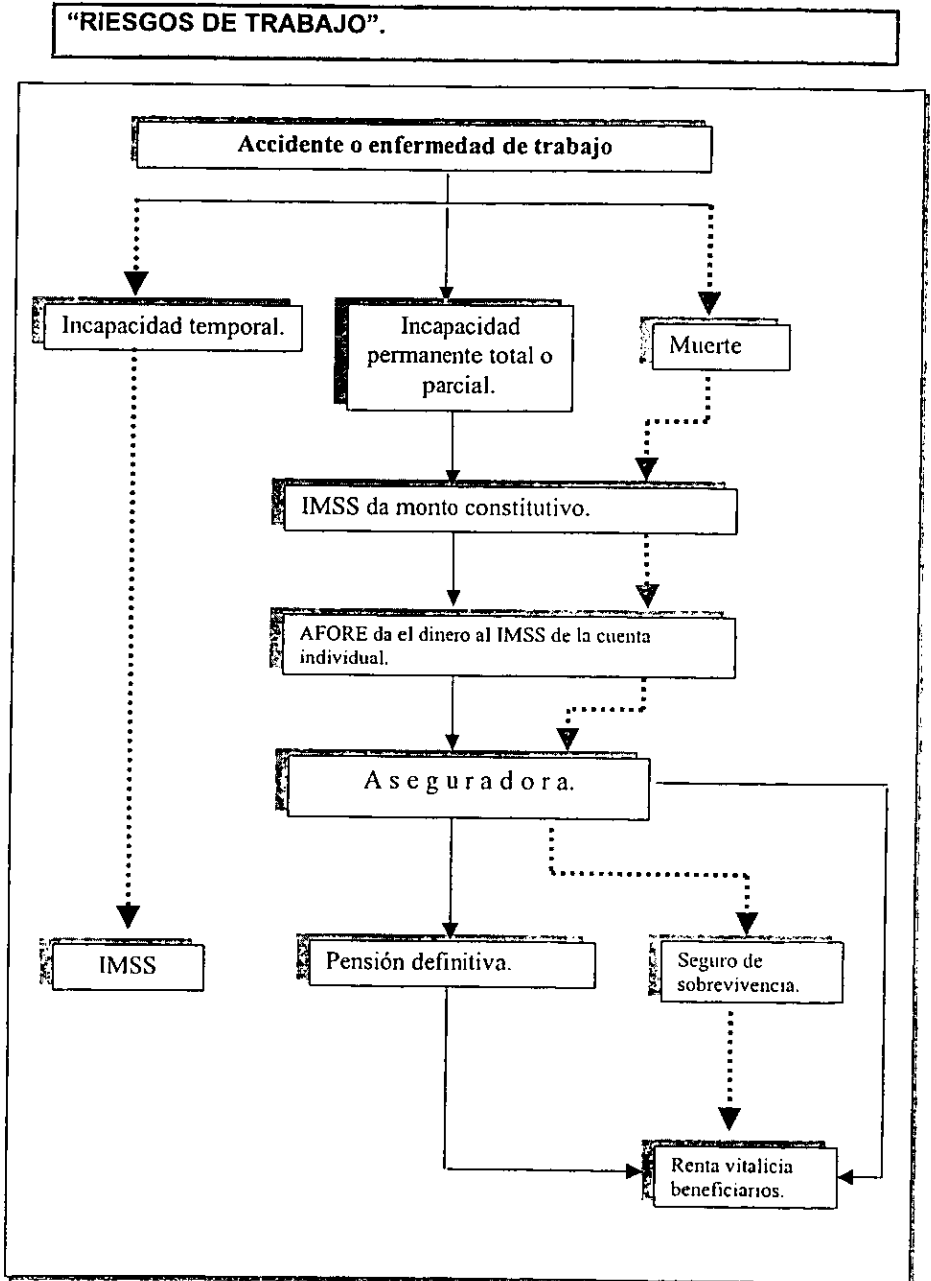 "RIESGOS DE TRABAJO".
Accidente o enfermedad de trabajo
Incapacidad temporal.
Incapacidad
permanente total o
parcial.
Muerte
IMSS da monto constitutivo.
AFORE da el dinero al IMSS de la cuenta
individual.
A s e g u r a d o r a.
IMSS
Pensión definitiva.
Seguro de
sobrevivencia.
Renta vitalicia
beneficiarios.